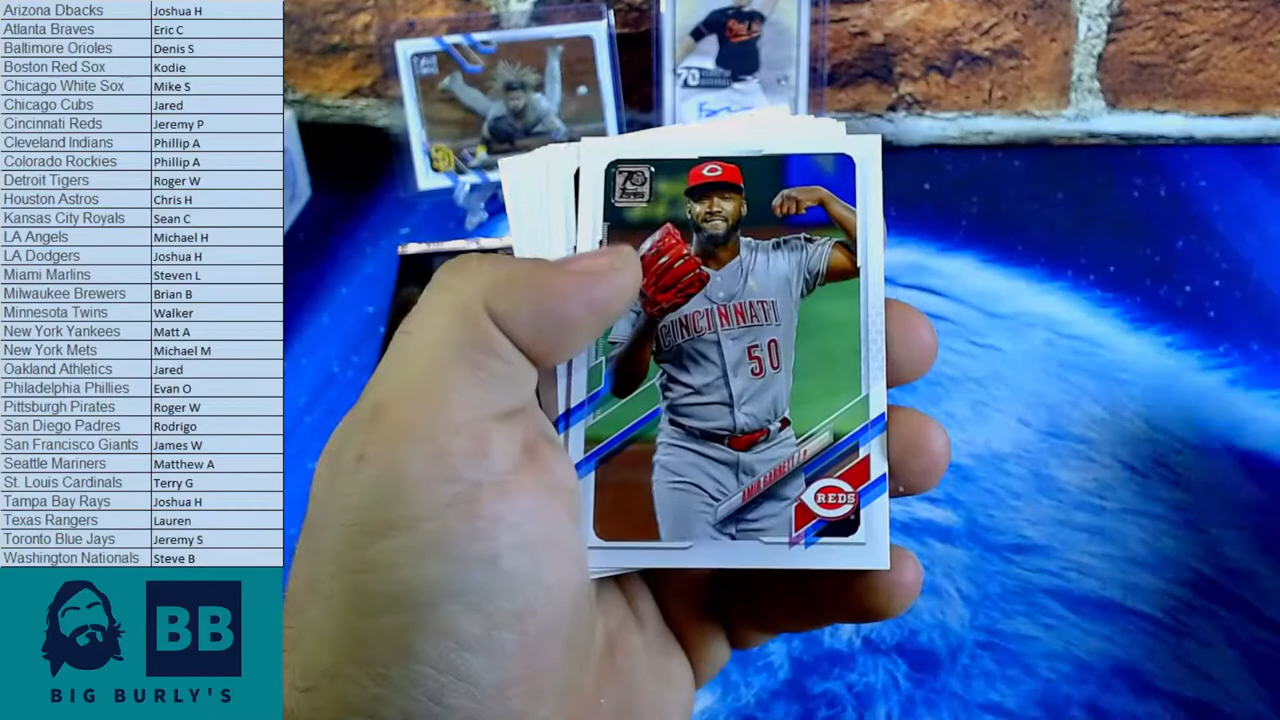 Arizona Dbacks Joshua H
Atlanta Braves Eric C
Baltimore Orioles Denis S
Boston Red Sox Kodie
Chicago White Sox Mike S
Chicago Cubs Jared
Cincinnati Reds Jeremy P
Cleveland Indians Phillip A
Colorado Rockies Phillip A
Detroit Tigers Roger W
Houston Astros Chris H
Kansas City Royals Sean C
LA Angels Michael H
LA Dodgers Joshua H
Miami Marlins Steven L
Milwaukee Brewers Brian B
Minnesota Twins Walker
New York Yankees Matt A
New York Mets Michael M
Oakland Athletics Jared
Philadelphia Phillies Evan O
Pittsburgh Pirates Roger W
San Diego Padres Rodrigo
San Francisco Giants James W
Seattle Mariners Matthew A
St. Louis Cardinals Terry G
Tampa Bay Rays Joshua H
Texas Rangers Lauren
Toronto Blue Jays Jeremy S
Washington Nationals Steve B
BB
BIG BURLY'S
70
70
CINCINNATI
50
AMIR GARRETT
REDS